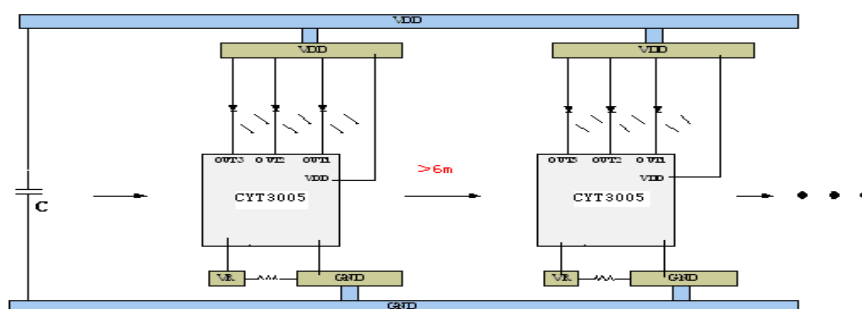 VDD
VDD
VDD
OUT3 OUT2 OUT1
VDD
CYT3005
>6m
OUT3 OUT2 OUT1
VDD
CYT3005
C
VR
GND
VR
GND
GND